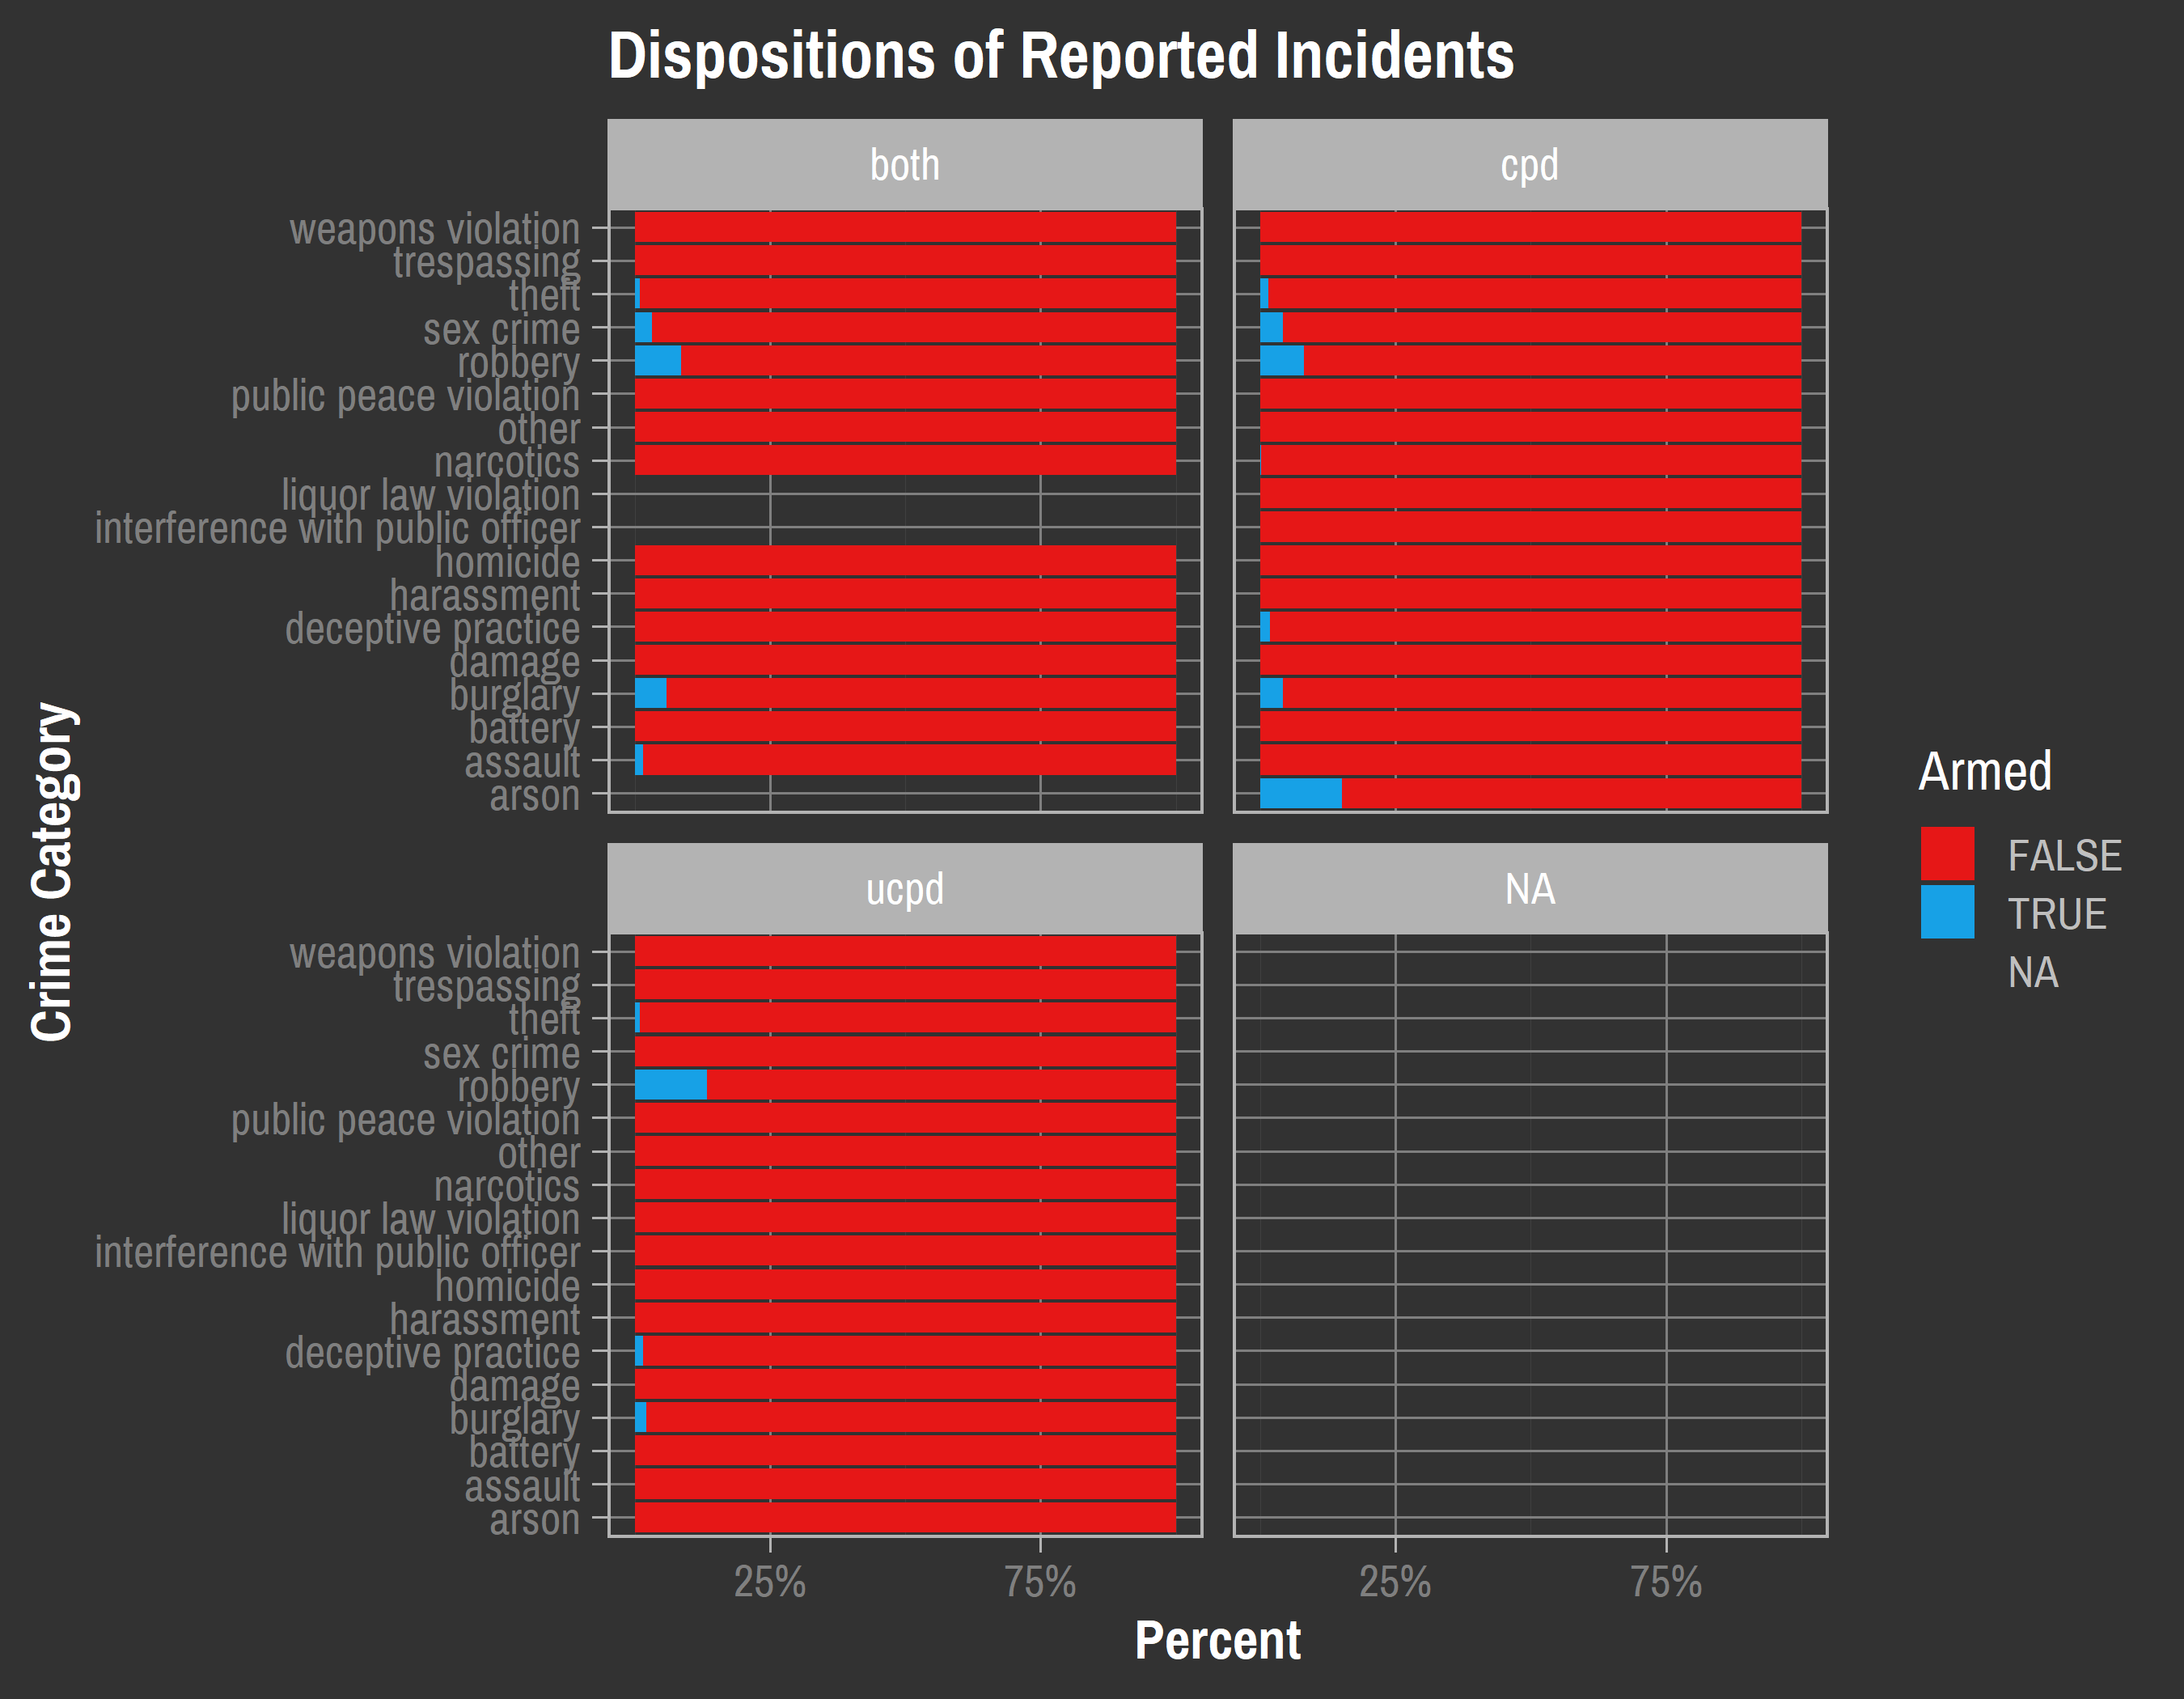 Dispositions of Reported Incidents
both
cpd
weapons violation
trespassing
theft
sex crime
robbery
public peace violation
other
narcotics
liquor law violation
interference with public officer
homicide
harassment
deceptive practice
damage
burglary
battery
assault
arson
ucpd
NA
weapons violation
trespassing
theft
sex crime
robbery
public peace violation
other
narcotics
liquor law violation
interference with public officer
homicide
harassment
deceptive practice
damage
burglary
battery
assault
arson
25%
75%
25%
75%
Percent
Crime Category
Armed
FALSE
TRUE
NA